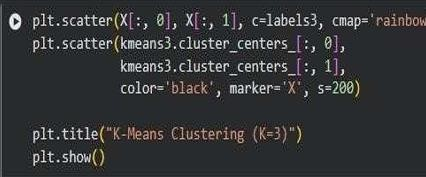 plt.scatter(X[:, 0], X[:, 1], c=labels3, cmap='rainbow
plt.scatter(kmeans3.cluster_centers_[:, 0],
kmeans3.cluster_centers_[:, 1],
color='black', marker='X', s=200)
plt.title("K-Means Clustering (K=3)")
plt.show()